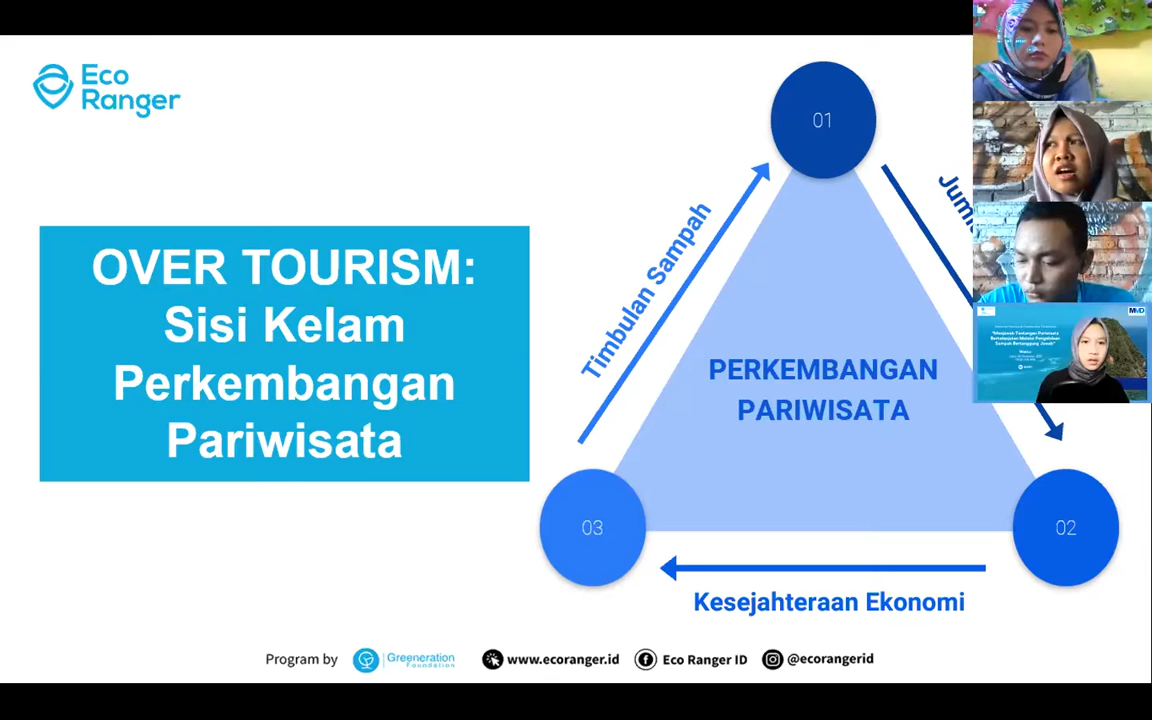 Eco
Ranger
OVER TOURISM:
Sisi Kelam
Perkembangan
Pariwisata
01
Timbulan Sampah
PERKEMBANGAN
PARIWISATA
03
02
Kesejahteraan Ekonomi
Program by
Greeneration
Foundation
www.ecoranger.id
Eco Ranger ID
@ecorangerid